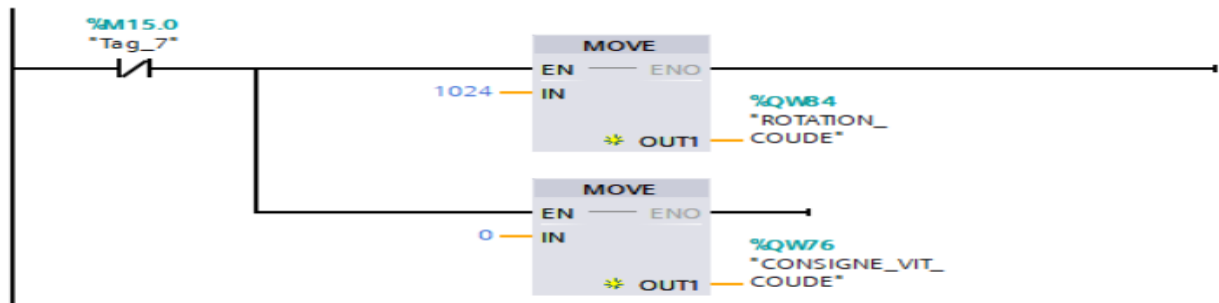 %M15.0
"Tag_7"
MOVE
EN ENO
1024 IN
%QW84
"ROTATION_
COUDE"
OUT1
MOVE
EN ENO
0 IN
%QW76
"CONSIGNE_VIT_
COUDE"
OUT1